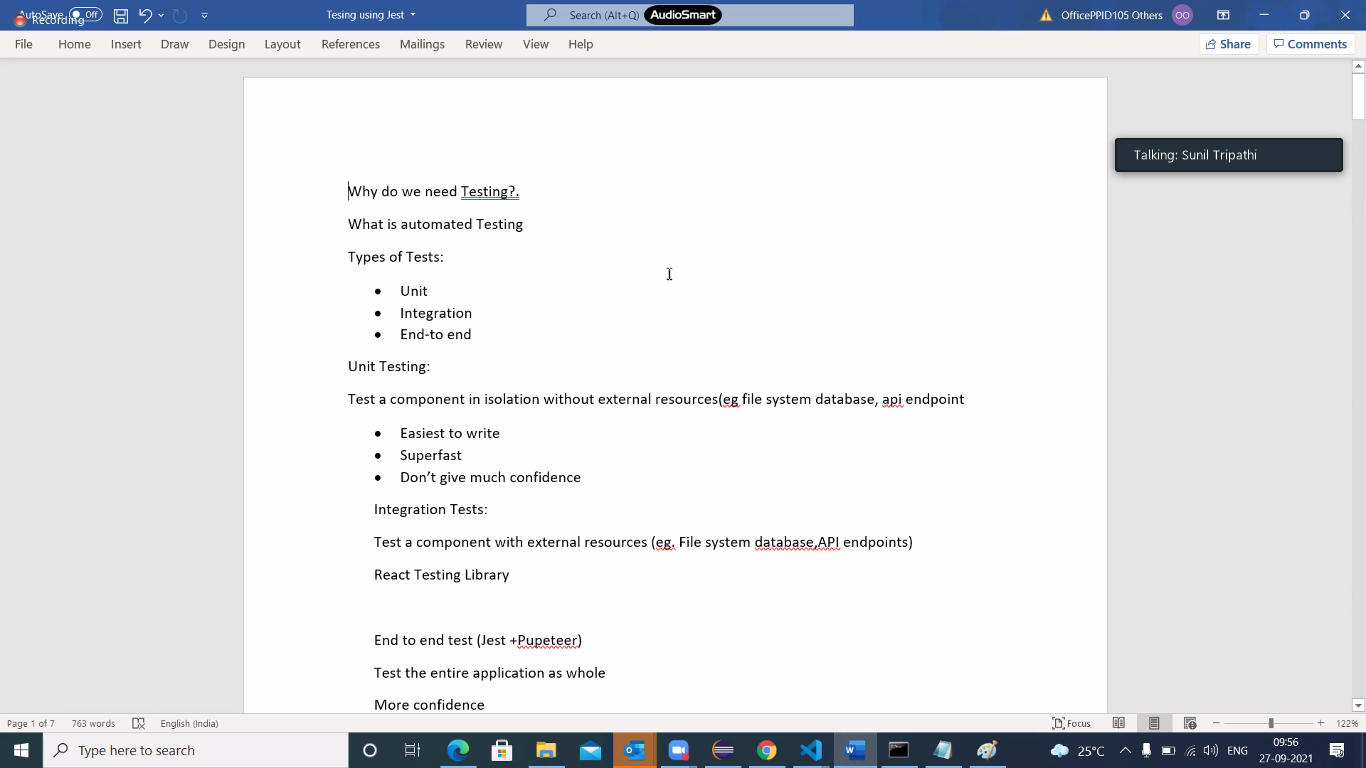 AutoSave Off
Recording
Tesing using Jest
Search (Alt+Q)
AudioSmart
OfficePPID105 Others
OO
File Home Insert Draw Design Layout References Mailings Review View Help
Share Comments
Talking: Sunil Tripathi
Why do we need Testing?.
What is automated Testing
Types of Tests:
• Unit
• Integration
• End-to end
Unit Testing:
Test a component in isolation without external resources(eg file system database, api endpoint
• Easiest to write
• Superfast
• Don’t give much confidence
Integration Tests:
Test a component with external resources (eg. File system database,API endpoints)
React Testing Library
End to end test (Jest +Pupeteer)
Test the entire application as whole
More confidence
Page 1 of 7 763 words English (India) Focus 122%
Type here to search
25°C
ENG
09:56
27-09-2021